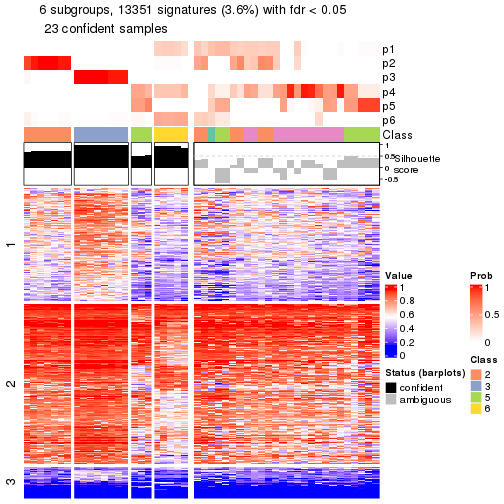 6 subgroups, 13351 signatures (3.6%) with fdr < 0.05
23 confident samples
p1
p2
p3
p4
p5
p6
Class
1
0.5
0
-0.5
Silhouette
score
1
2
3
Value
1
0.8
0.6
0.4
0.2
0
Prob
1
0.5
0
Status (barplots)
confident
ambiguous
Class
2
3
5
6